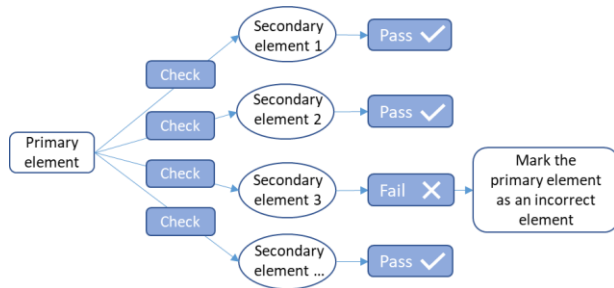 Secondary
element 1
Pass
Check
Secondary
element 2
Pass
Check
Primary
element
Check
Secondary
element 3
Fail
Mark the
primary element
as an incorrect
element
Check
Secondary
element ...
Pass